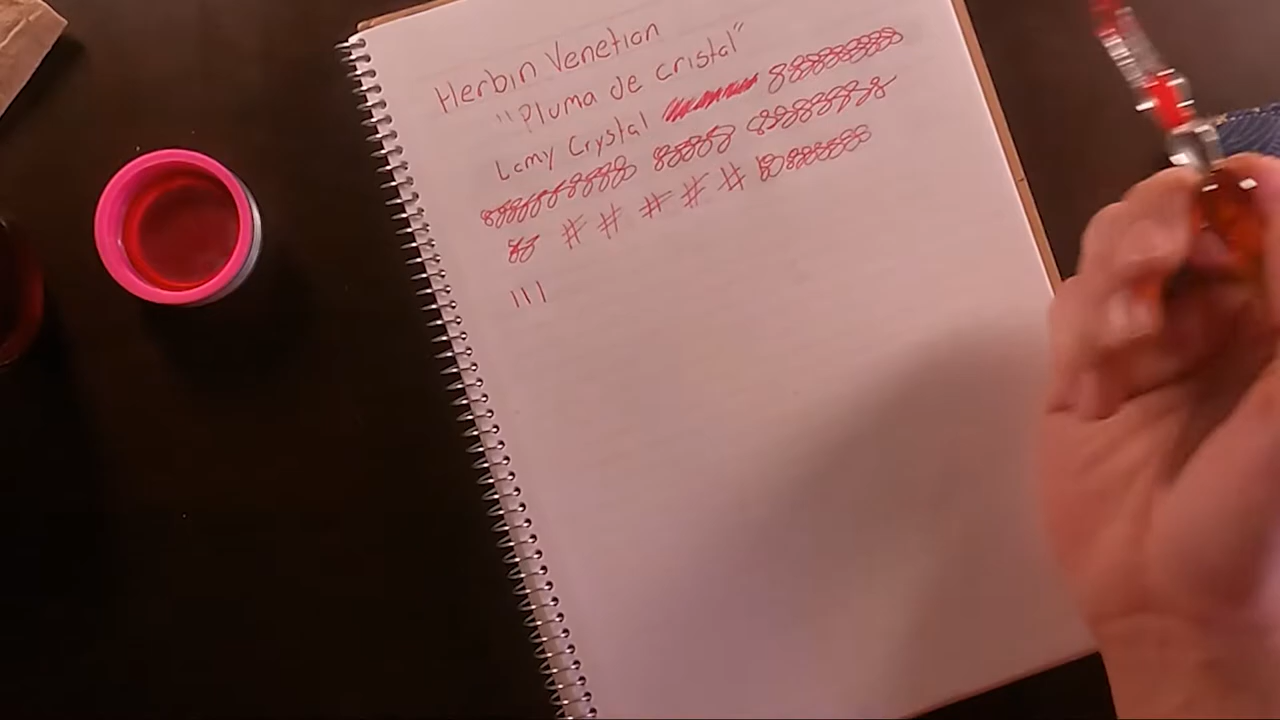 Herbin Venetian
"Pluma de cristal"
Lamy Crystal
# # # # #